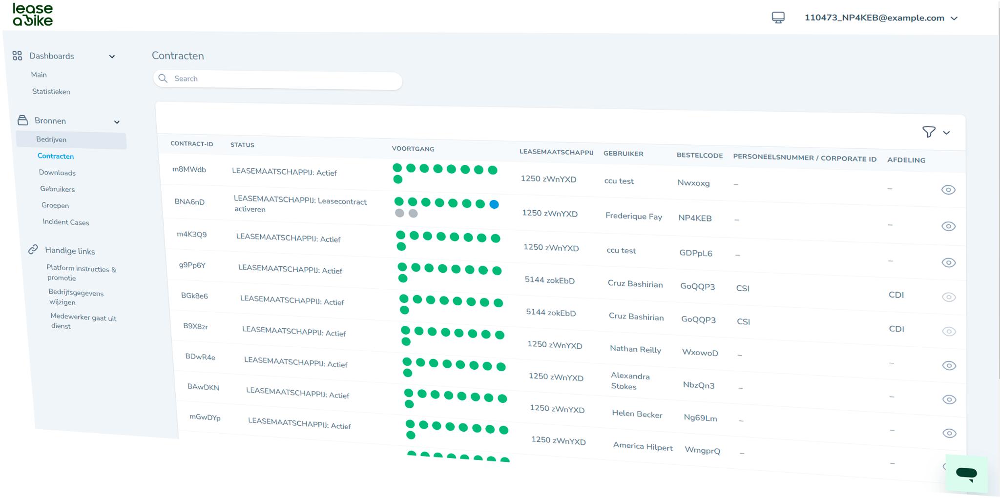 lease
a bike
110473_NP4KEB@example.com
Dashboards
Main
Statistieken
Bronnen
Bedrijven
Contracten
Downloads
Gebruikers
Groepen
Incident Cases
Handige links
Platform instructies &
promotie
Bedrijfsgegevens
wijzigen
Medewerker gaat uit
dienst
Contracten
Search
CONTRACT-ID STATUS VOORTGANG LEASEMAATSCHAPPIJ GEBRUIKER BESTELCODE PERSONEELSNUMMER / CORPORATE ID AFDELING
m8MWdb LEASEMAATSCHAPPIJ: Actief 1250 zWnYXD ccu test Nwxoxg – –
BNA6nD LEASEMAATSCHAPPIJ: Leasecontract
activeren 1250 zWnYXD Frederique Fay NP4KEB – –
m4K3Q9 LEASEMAATSCHAPPIJ: Actief 1250 zWnYXD ccu test GDPpL6 – –
g9Pp6Y LEASEMAATSCHAPPIJ: Actief 5144 zokEbD Cruz Bashirian GoQQP3 CSI CDI
BGk8e6 LEASEMAATSCHAPPIJ: Actief 5144 zokEbD Cruz Bashirian GoQQP3 CSI CDI
B9X8zr LEASEMAATSCHAPPIJ: Actief 1250 zWnYXD Nathan Reilly WxowoD – –
BDwR4e LEASEMAATSCHAPPIJ: Actief 1250 zWnYXD Alexandra
Stokes NbzQn3 – –
BAwDKN LEASEMAATSCHAPPIJ: Actief 1250 zWnYXD Helen Becker Ng69Lm – –
mGwDYp LEASEMAATSCHAPPIJ: Actief 1250 zWnYXD America Hilpert WmgprQ – –